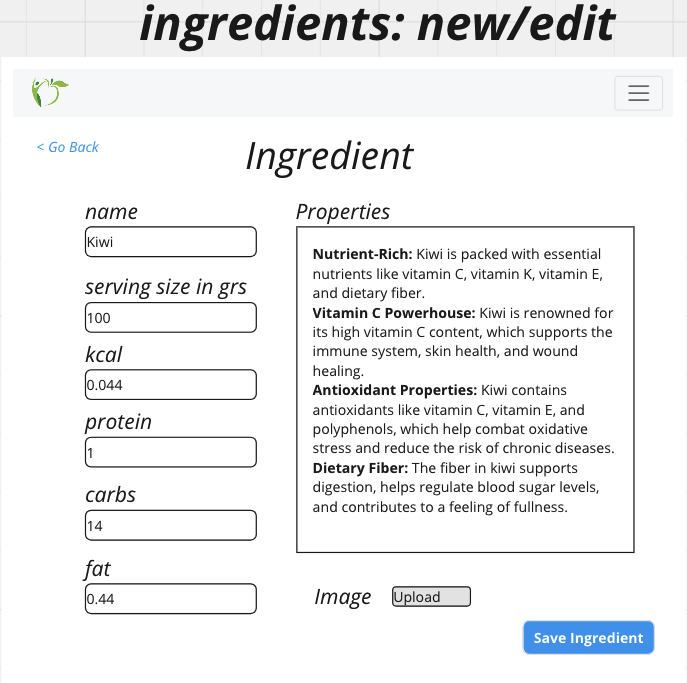 ingredients: new/edit
< Go Back
Ingredient
name
Kiwi
serving size in grs
100
kcal
0.044
protein
1
carbs
14
fat
0.44
Properties
Nutrient-Rich: Kiwi is packed with essential
nutrients like vitamin C, vitamin K, vitamin E,
and dietary fiber.
Vitamin C Powerhouse: Kiwi is renowned for
its high vitamin C content, which supports the
immune system, skin health, and wound
healing.
Antioxidant Properties: Kiwi contains
antioxidants like vitamin C, vitamin E, and
polyphenols, which help combat oxidative
stress and reduce the risk of chronic diseases.
Dietary Fiber: The fiber in kiwi supports
digestion, helps regulate blood sugar levels,
and contributes to a feeling of fullness.
Image
Upload
Save Ingredient